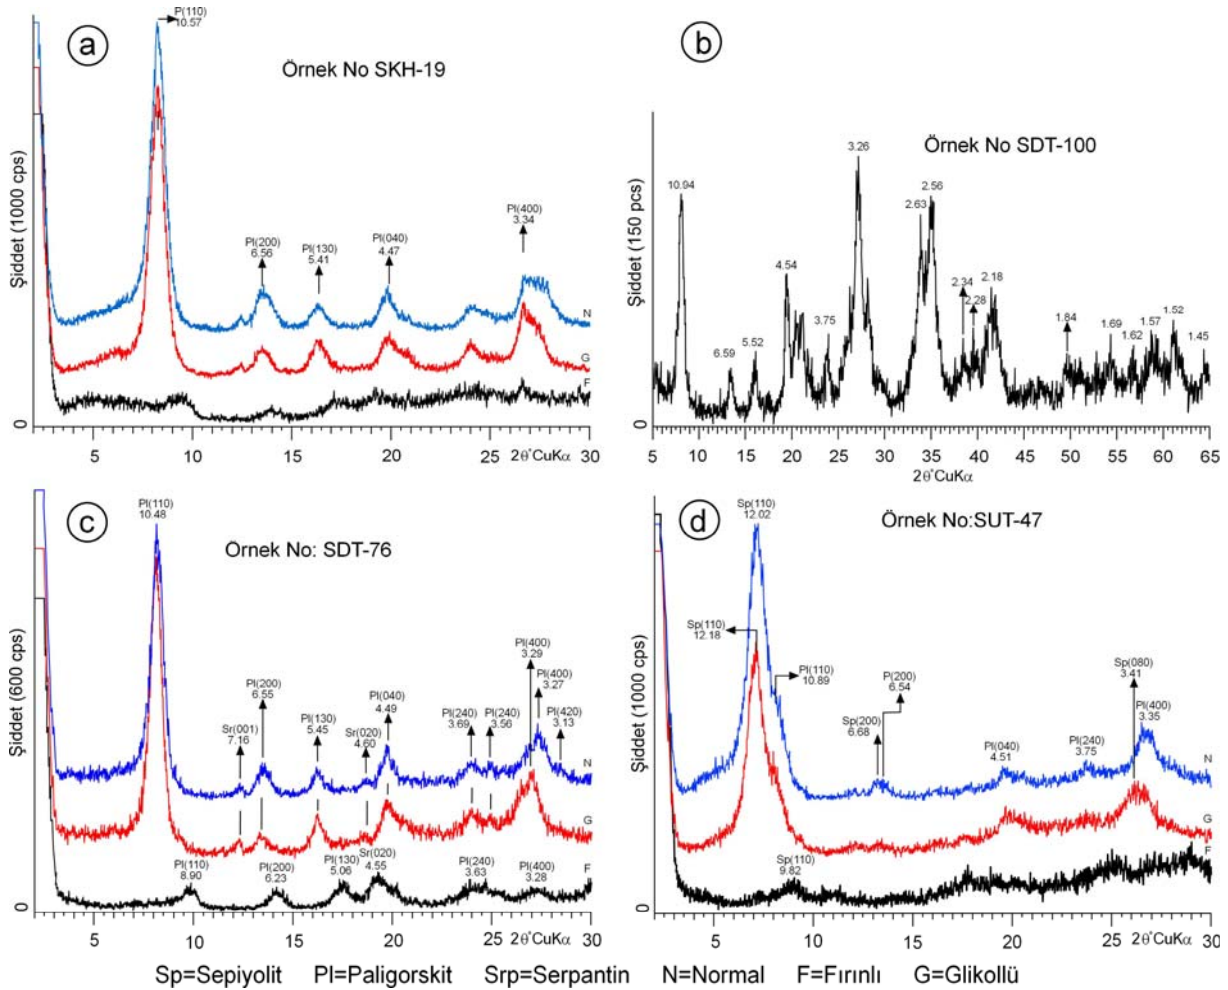 a
P(110)
10.57
Örnek No SKH-19
Şiddet (1000 cps)
0
Pl(200)
6.56
Pl(130)
5.41
Pl(040)
4.47
Pl(400)
3.34
N
G
F
5 10 15 20 25 2θ°CuKα 30
b
Örnek No SDT-100
Şiddet (150 pcs)
0
10.94
6.59
5.52
4.54
3.75
3.26
2.63
2.56
2.34
2.28
2.18
1.84
1.69
1.62
1.57
1.52
1.45
5 10 15 20 25 30 35 40 45 50 55 60 65
2θ°CuKα
c
Pl(110)
10.48
Örnek No: SDT-76
Şiddet (600 cps)
0
Sr(001)
7.16
Pl(200)
6.55
Pl(130)
5.45
Sr(020)
4.60
Pl(040)
4.49
Pl(240)
3.69
Pl(240)
3.56
Pl(400)
3.29
Pl(400)
3.27
Pl(420)
3.13
N
G
F
Pl(110)
8.90
Pl(200)
6.23
Pl(130)
5.06
Sr(020)
4.55
Pl(240)
3.63
Pl(400)
3.28
5 10 15 20 25 2θ°CuKα 30
d
Sp(110)
12.02
Örnek No:SUT-47
Şiddet (1000 cps)
0
Sp(110)
12.18
Pl(110)
10.89
Sp(200)
6.68
P(200)
6.54
Pl(040)
4.51
Pl(240)
3.75
Sp(080)
3.41
Pl(400)
3.35
N
G
F
Sp(110)
9.82
5 10 15 20 25 2θ°CuKα 30
Sp=Sepiyolit Pl=Paligorskit Srp=Serpantin N=Normal F=Fırınlı G=Glikollü